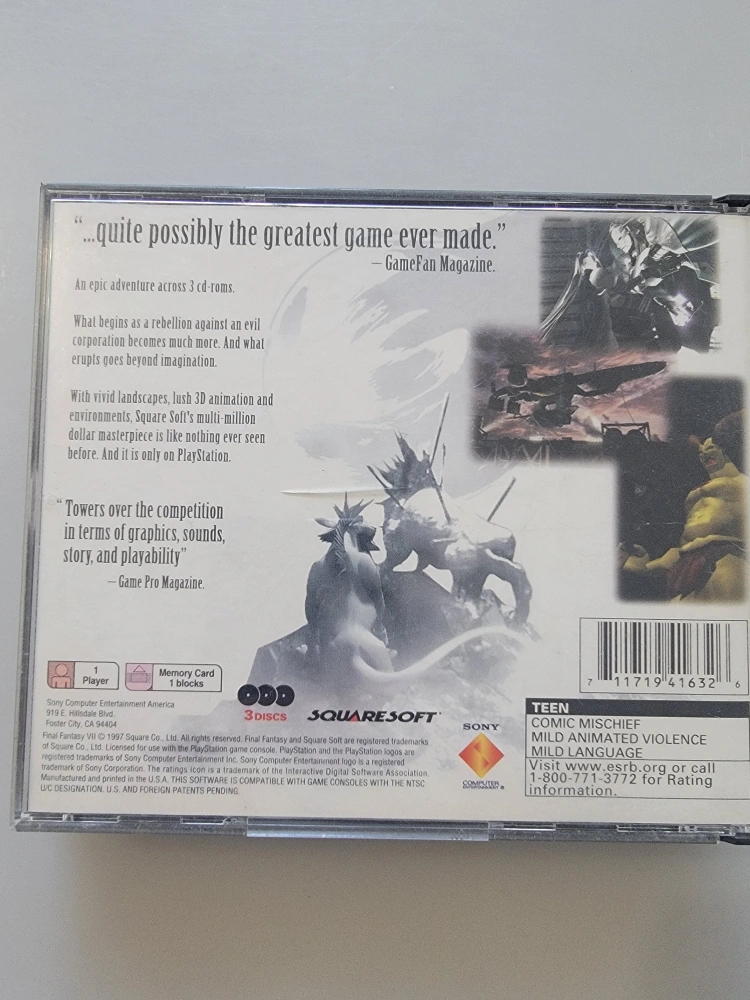 “...quite possibly the greatest game ever made.”
– GameFan Magazine.
An epic adventure across 3 cd-roms.
What begins as a rebellion against an evil
corporation becomes much more. And what
erupts goes beyond imagination.
With vivid landscapes, lush 3D animation and
environments, Square Soft's multi-million
dollar masterpiece is like nothing ever seen
before. And it is only on PlayStation.
“Towers over the competition
in terms of graphics, sounds,
story, and playability”
– Game Pro Magazine.
1
Player
Memory Card
1 blocks
3 DISCS
SQUARESOFT
Sony Computer Entertainment America
919 E. Hillsdale Blvd.
Foster City, CA 94404
Final Fantasy VII © 1997 Square Co., Ltd. All rights reserved. Final Fantasy and Square Soft are registered trademarks
of Square Co., Ltd. Licensed for use with the PlayStation game console. PlayStation and the PlayStation logos are
registered trademarks of Sony Computer Entertainment Inc. Sony Computer Entertainment logo is a registered
trademark of Sony Corporation. The ratings icon is a trademark of the Interactive Digital Software Association.
Manufactured and printed in the U.S.A. THIS SOFTWARE IS COMPATIBLE WITH GAME CONSOLES WITH THE NTSC
U/C DESIGNATION. U.S. AND FOREIGN PATENTS PENDING.
SONY
COMPUTER
ENTERTAINMENT ®
7 11719 41632 6
TEEN
COMIC MISCHIEF
MILD ANIMATED VIOLENCE
MILD LANGUAGE
Visit www.esrb.org or call
1-800-771-3772 for Rating
information.